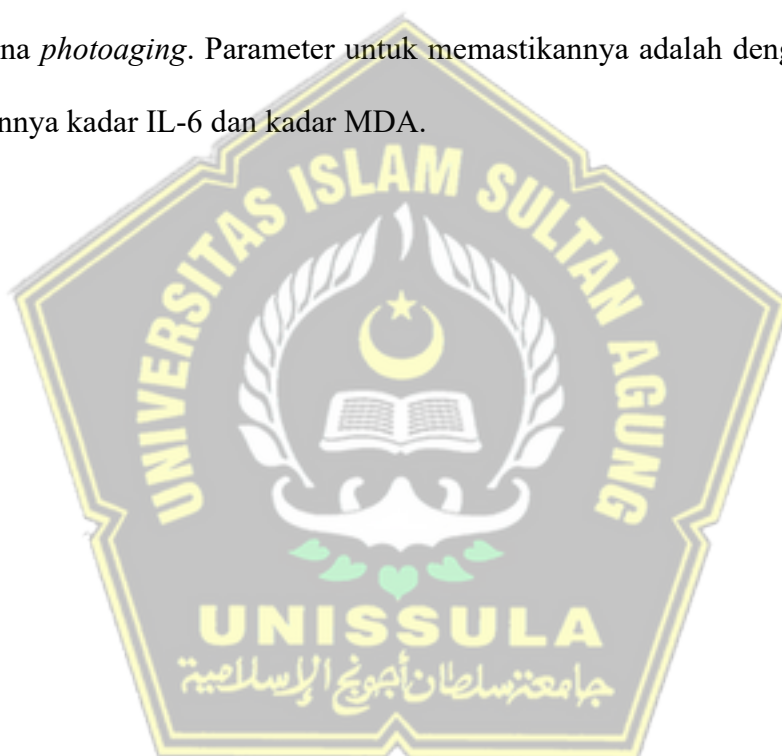 na photoaging. Parameter untuk memastikannya adalah deng
nnya kadar IL-6 dan kadar MDA.
UNIVERSITAS ISLAM SULTAN AGUNG
UNISSULA
جامعة سلطان أجونج الإسلامية